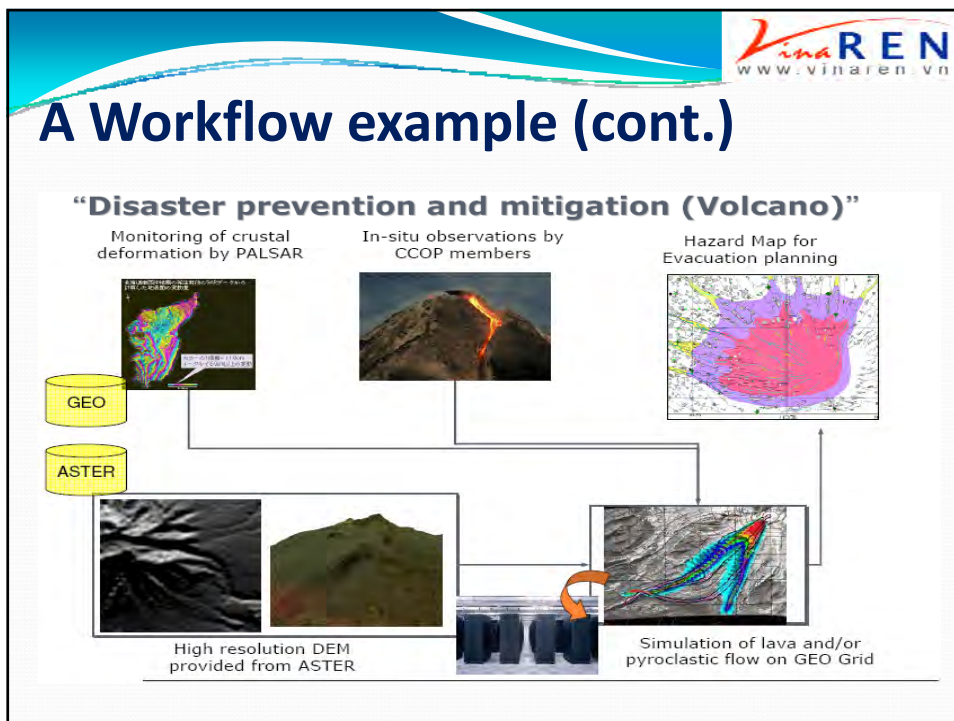 VinaREN
www.vinaren.vn
A Workflow example (cont.)
“Disaster prevention and mitigation (Volcano)”
Monitoring of crustal
deformation by PALSAR
In-situ observations by
CCOP members
Hazard Map for
Evacuation planning
GEO
ASTER
High resolution DEM
provided from ASTER
Simulation of lava and/or
pyroclastic flow on GEO Grid